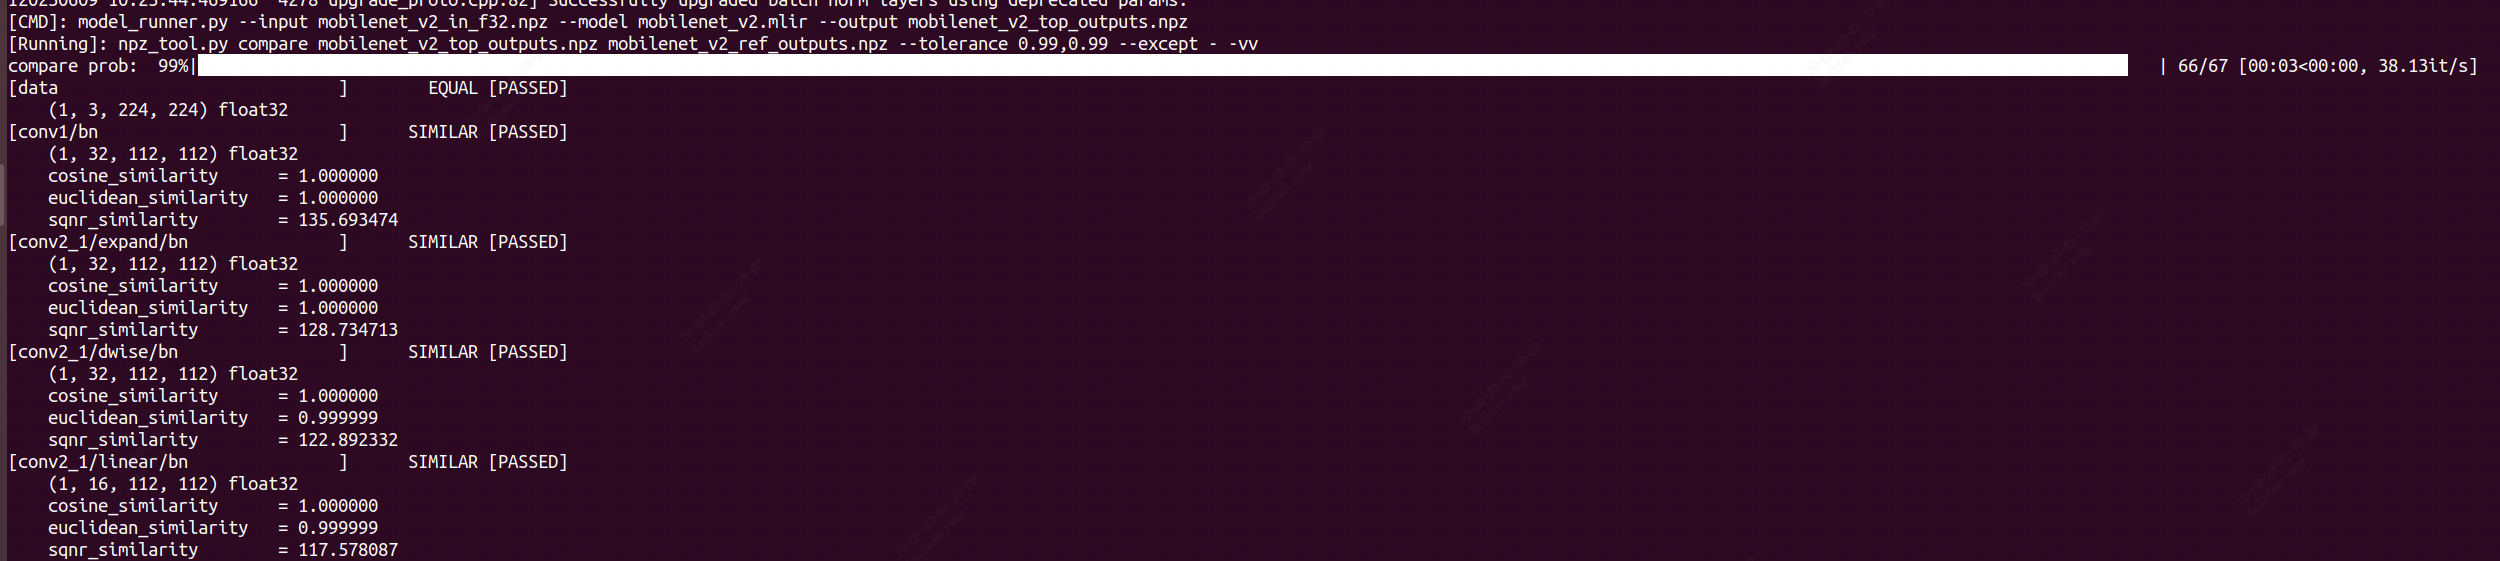 120250609 10:23:44.469166  4278 upgrade_proto.cpp:82] Successfully upgraded batch norm layers using deprecated params.
[CMD]: model_runner.py --input mobilenet_v2_in_f32.npz --model mobilenet_v2.mlir --output mobilenet_v2_top_outputs.npz
[Running]: npz_tool.py compare mobilenet_v2_top_outputs.npz mobilenet_v2_ref_outputs.npz --tolerance 0.99,0.99 --except - -vv
compare prob:  99%| | 66/67 [00:03<00:00, 38.13it/s]
[data ] EQUAL [PASSED]
(1, 3, 224, 224) float32
[conv1/bn ] SIMILAR [PASSED]
(1, 32, 112, 112) float32
cosine_similarity = 1.000000
euclidean_similarity = 1.000000
sqnr_similarity = 135.693474
[conv2_1/expand/bn ] SIMILAR [PASSED]
(1, 32, 112, 112) float32
cosine_similarity = 1.000000
euclidean_similarity = 1.000000
sqnr_similarity = 128.734713
[conv2_1/dwise/bn ] SIMILAR [PASSED]
(1, 32, 112, 112) float32
cosine_similarity = 1.000000
euclidean_similarity = 0.999999
sqnr_similarity = 122.892332
[conv2_1/linear/bn ] SIMILAR [PASSED]
(1, 16, 112, 112) float32
cosine_similarity = 1.000000
euclidean_similarity = 0.999999
sqnr_similarity = 117.578087